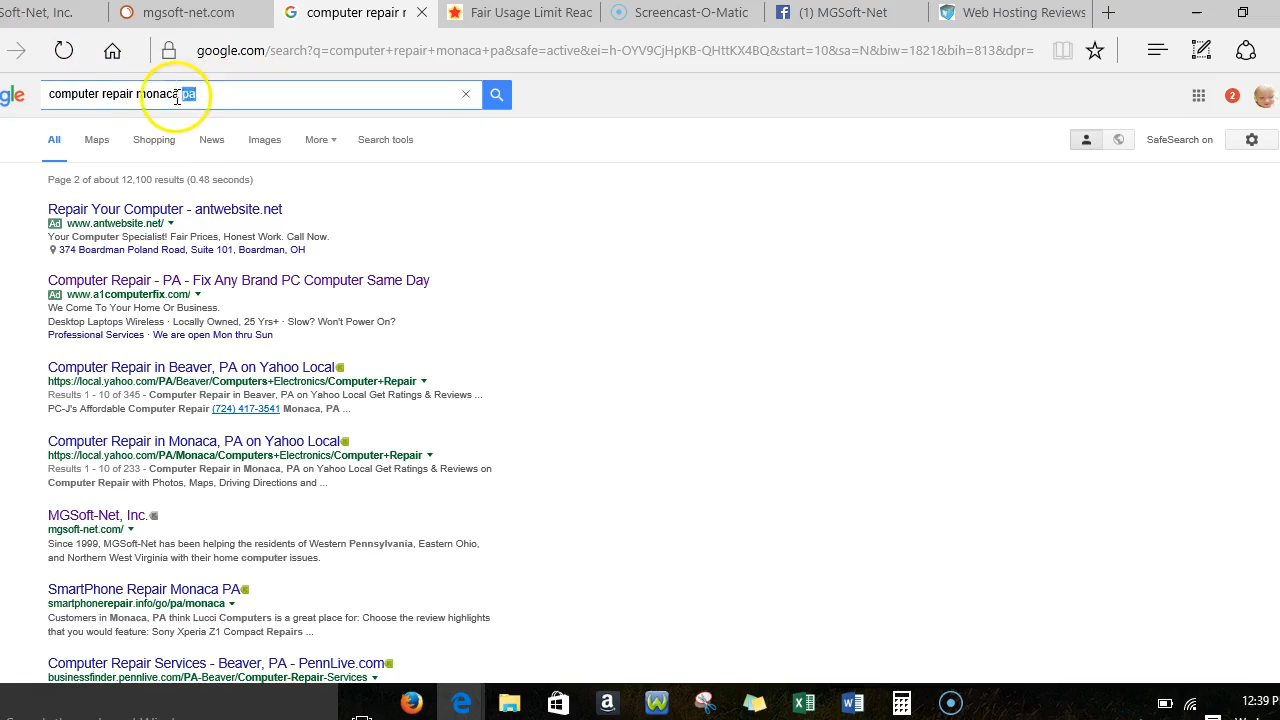 Soft-Net, Inc.
mgsoft-net.com
computer repair r
Fair Usage Limit Reac
Screencast-O-Matic
(1) MGSoft-Net
Web Hosting Reviews
google.com/search?q=computer+repair+monaca+pa&safe=active&ei=h-OYV9CjHpKB-QHttKX4BQ&start=10&sa=N&biw=1821&bih=813&dpr=
gle
computer repair monaca pa
2
All
Maps
Shopping
News
Images
More
Search tools
SafeSearch on
Page 2 of about 12,100 results (0.48 seconds)
Repair Your Computer - antwebsite.net
Ad www.antwebsite.net/
Your Computer Specialist! Fair Prices, Honest Work. Call Now.
374 Boardman Poland Road, Suite 101, Boardman, OH
Computer Repair - PA - Fix Any Brand PC Computer Same Day
Ad www.a1computerfix.com/
We Come To Your Home Or Business.
Desktop Laptops Wireless · Locally Owned, 25 Yrs+ · Slow? Won't Power On?
Professional Services · We are open Mon thru Sun
Computer Repair in Beaver, PA on Yahoo Local
https://local.yahoo.com/PA/Beaver/Computers+Electronics/Computer+Repair
Results 1 - 10 of 345 - Computer Repair in Beaver, PA on Yahoo Local Get Ratings & Reviews ...
PC-J's Affordable Computer Repair (724) 417-3541 Monaca, PA ...
Computer Repair in Monaca, PA on Yahoo Local
https://local.yahoo.com/PA/Monaca/Computers+Electronics/Computer+Repair
Results 1 - 10 of 233 - Computer Repair in Monaca, PA on Yahoo Local Get Ratings & Reviews on
Computer Repair with Photos, Maps, Driving Directions and ...
MGSoft-Net, Inc.
mgsoft-net.com/
Since 1999, MGSoft-Net has been helping the residents of Western Pennsylvania, Eastern Ohio,
and Northern West Virginia with their home computer issues.
SmartPhone Repair Monaca PA
smartphonerepair.info/go/pa/monaca
Customers in Monaca, PA think Lucci Computers is a great place for: Choose the review highlights
that you would feature: Sony Xperia Z1 Compact Repairs ...
Computer Repair Services - Beaver, PA - PennLive.com
businessfinder.pennlive.com/PA-Beaver/Computer-Repair-Services
12:39 P